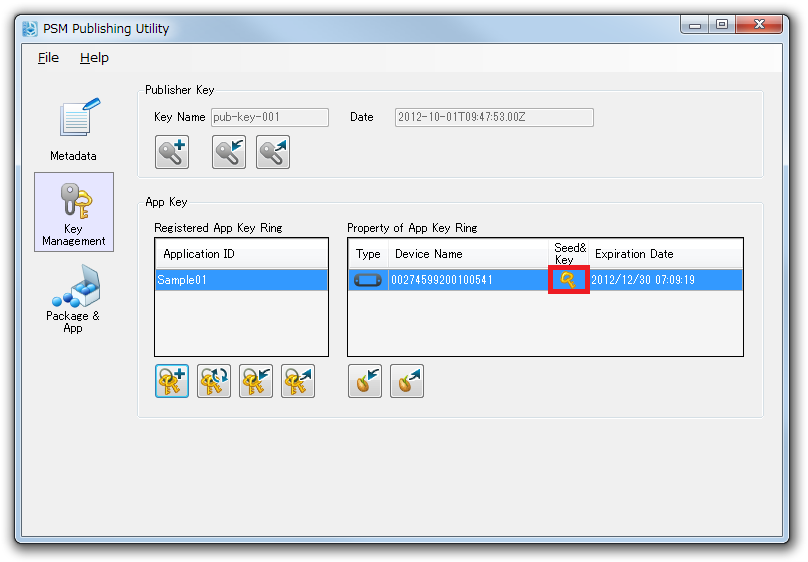 PSM Publishing Utility
File Help
Publisher Key
Key Name pub-key-001 Date 2012-10-01T09:47:53.00Z
Metadata
App Key
Registered App Key Ring Property of App Key Ring
Key
Management
Application ID Type Device Name Seed&
Key Expiration Date
Sample01 00274599200100541 2012/12/30 07:09:19
Package &
App